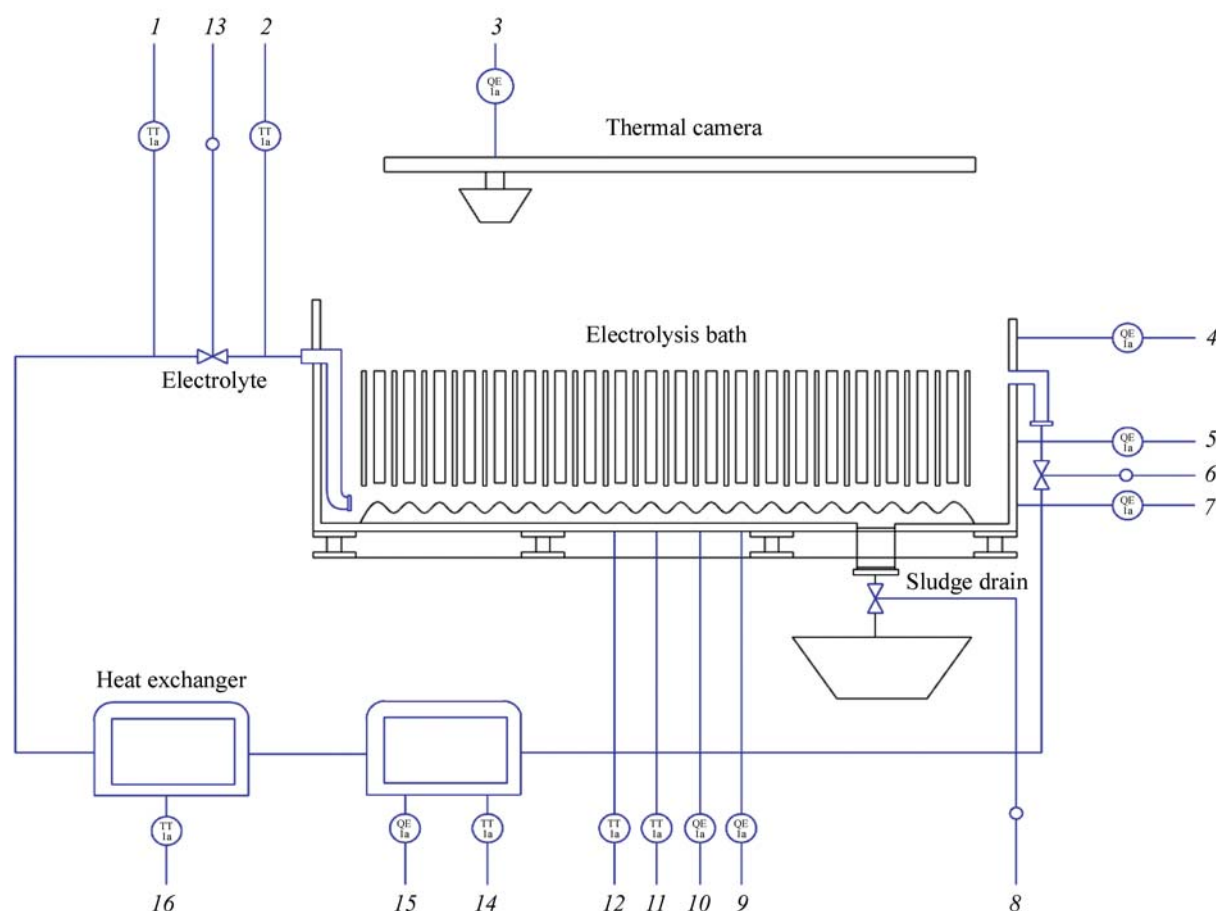 1 13 2 3
QE
1a
Thermal camera
TT
1a
TT
1a
Electrolysis bath
QE
1a
4
Electrolyte
QE
1a
5
6
QE
1a
7
Sludge drain
Heat exchanger
TT
1a
QE
1a
TT
1a
TT
1a
TT
1a
QE
1a
QE
1a
16 15 14 12 11 10 9 8